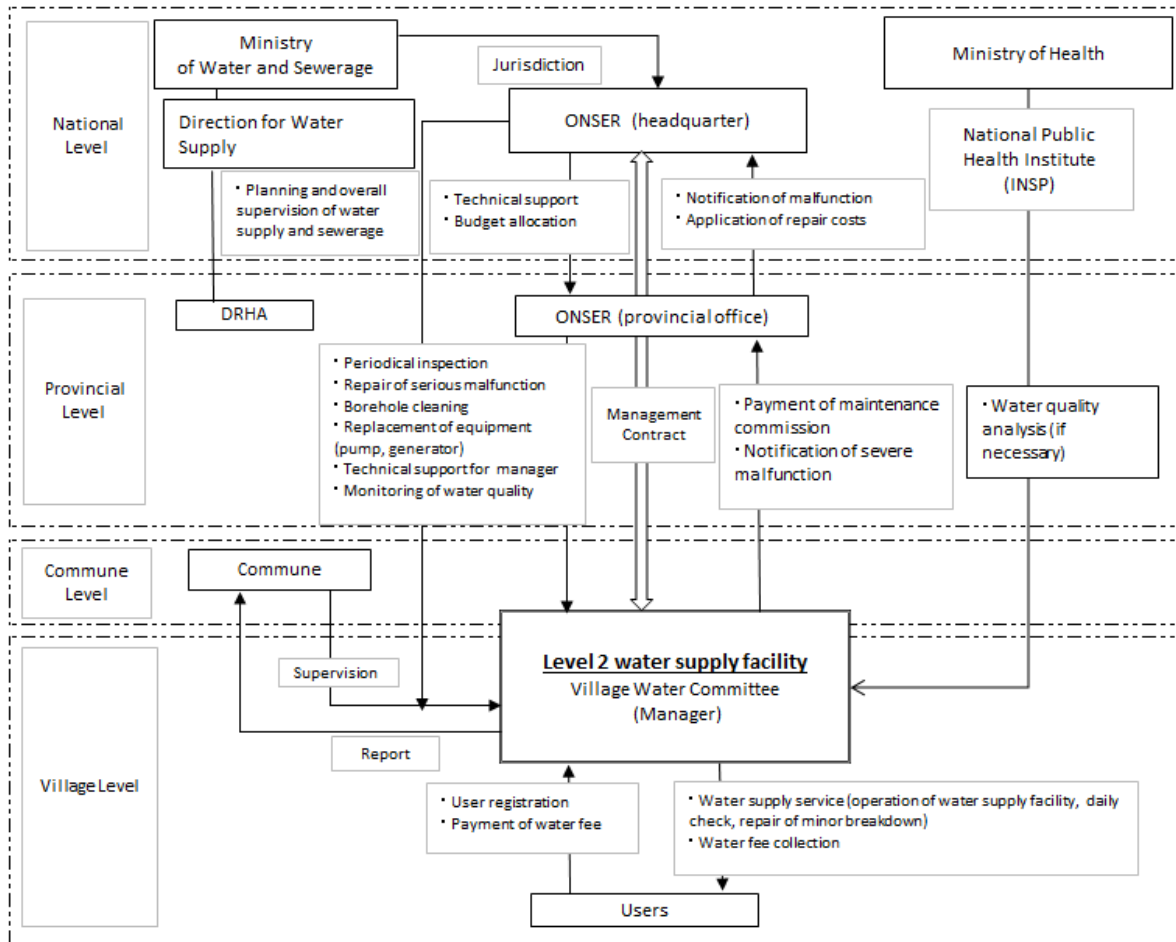 National
Level
Ministry
of Water and Sewerage
Jurisdiction
Ministry of Health
Direction for Water
Supply
ONSER (headquarter)
National Public
Health Institute
(INSP)
・Planning and overall
supervision of water
supply and sewerage
・Technical support
・Budget allocation
・Notification of malfunction
・Application of repair costs
Provincial
Level
DRHA
ONSER (provincial office)
・Periodical inspection
・Repair of serious malfunction
・Borehole cleaning
・Replacement of equipment
(pump, generator)
・Technical support for manager
・Monitoring of water quality
Management
Contract
・Payment of maintenance
commission
・Notification of severe
malfunction
・Water quality
analysis (if
necessary)
Commune
Level
Commune
Village Level
Supervision
Level 2 water supply facility
Village Water Committee
(Manager)
Report
・User registration
・Payment of water fee
・Water supply service (operation of water supply facility, daily
check, repair of minor breakdown)
・Water fee collection
Users